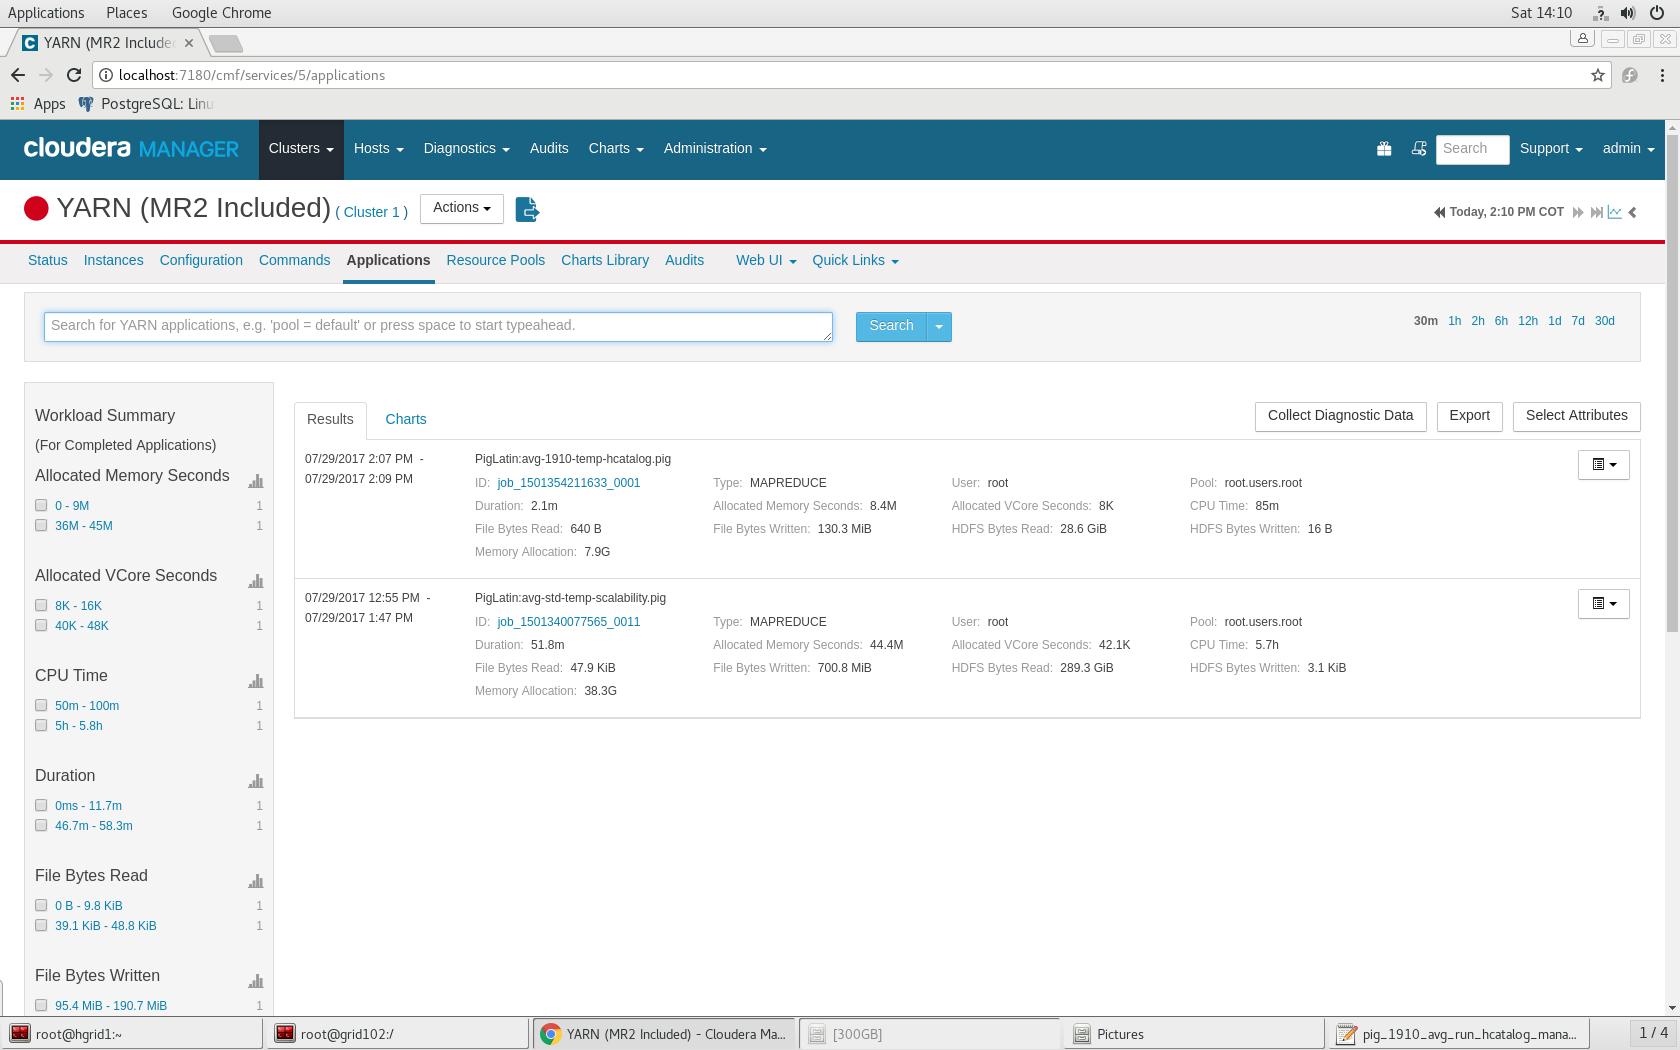 Applications Places Google Chrome Sat 14:10
YARN (MR2 Include
localhost:7180/cmf/services/5/applications
Apps PostgreSQL: Linu
cloudera MANAGER Clusters Hosts Diagnostics Audits Charts Administration Search Support admin
YARN (MR2 Included) ( Cluster 1 ) Actions Today, 2:10 PM COT
Status Instances Configuration Commands Applications Resource Pools Charts Library Audits Web UI Quick Links
Search for YARN applications, e.g. 'pool = default' or press space to start typeahead. Search 30m 1h 2h 6h 12h 1d 7d 30d
Workload Summary
(For Completed Applications)
Allocated Memory Seconds
0 - 9M 1
36M - 45M 1
Allocated VCore Seconds
8K - 16K 1
40K - 48K 1
CPU Time
50m - 100m 1
5h - 5.8h 1
Duration
0ms - 11.7m 1
46.7m - 58.3m 1
File Bytes Read
0 B - 9.8 KiB 1
39.1 KiB - 48.8 KiB 1
File Bytes Written
95.4 MiB - 190.7 MiB 1
Results Charts Collect Diagnostic Data Export Select Attributes
07/29/2017 2:07 PM - PigLatin:avg-1910-temp-hcatalog.pig
07/29/2017 2:09 PM ID: job_1501354211633_0001 Type: MAPREDUCE User: root Pool: root.users.root
Duration: 2.1m Allocated Memory Seconds: 8.4M Allocated VCore Seconds: 8K CPU Time: 85m
File Bytes Read: 640 B File Bytes Written: 130.3 MiB HDFS Bytes Read: 28.6 GiB HDFS Bytes Written: 16 B
Memory Allocation: 7.9G
07/29/2017 12:55 PM - PigLatin:avg-std-temp-scalability.pig
07/29/2017 1:47 PM ID: job_1501340077565_0011 Type: MAPREDUCE User: root Pool: root.users.root
Duration: 51.8m Allocated Memory Seconds: 44.4M Allocated VCore Seconds: 42.1K CPU Time: 5.7h
File Bytes Read: 47.9 KiB File Bytes Written: 700.8 MiB HDFS Bytes Read: 289.3 GiB HDFS Bytes Written: 3.1 KiB
Memory Allocation: 38.3G
root@hgrid1:~ root@grid102:/ YARN (MR2 Included) - Cloudera Ma... [300GB] Pictures pig_1910_avg_run_hcatalog_mana... 1 / 4